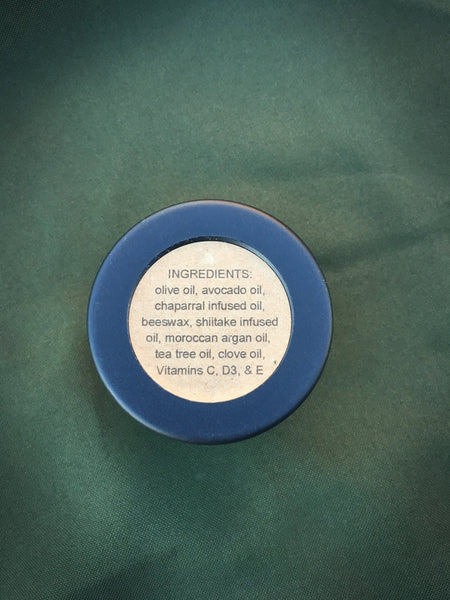 INGREDIENTS:
olive oil, avocado oil,
chaparral infused oil,
beeswax, shiitake infused
oil, moroccan argan oil,
tea tree oil, clove oil,
Vitamins C, D3, & E